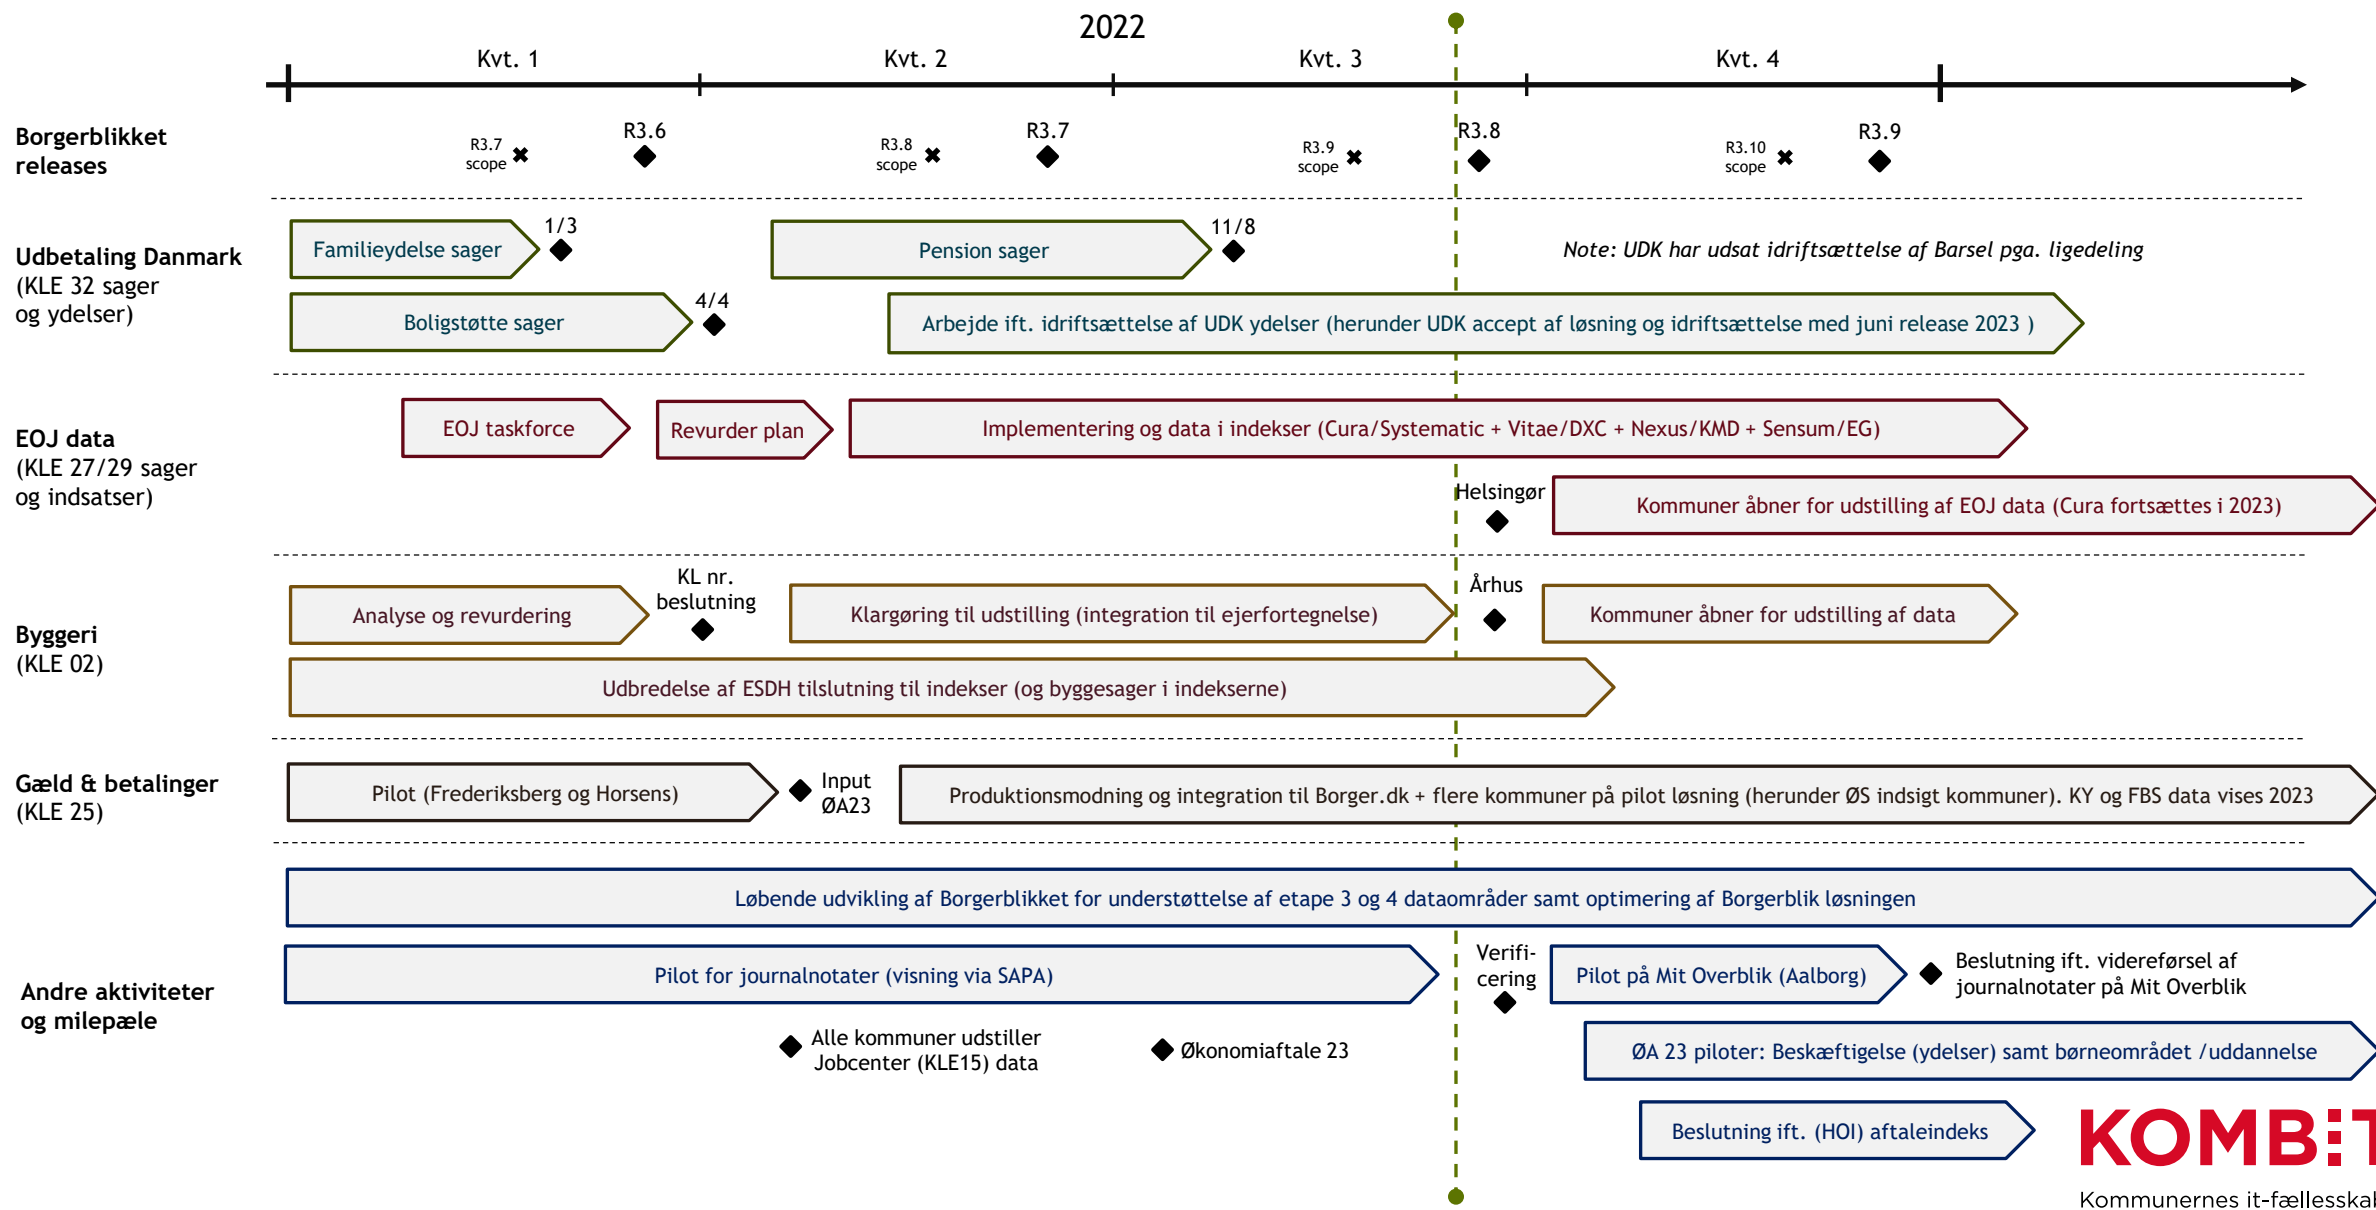 2022
Kvt. 1
Kvt. 2
Kvt. 3
Kvt. 4
Borgerblikket
releases
R3.7
scope
R3.6
R3.8
scope
R3.7
R3.9
scope
R3.8
R3.10
scope
R3.9
Udbetaling Danmark
(KLE 32 sager
og ydelser)
Familieydelse sager
1/3
Pension sager
11/8
Note: UDK har udsat idriftsættelse af Barsel pga. ligedeling
Boligstøtte sager
4/4
Arbejde ift. idriftsættelse af UDK ydelser (herunder UDK accept af løsning og idriftsættelse med juni release 2023 )
EOJ data
(KLE 27/29 sager
og indsatser)
EOJ taskforce
Revurder plan
Implementering og data i indekser (Cura/Systematic + Vitae/DXC + Nexus/KMD + Sensum/EG)
Helsingør
Kommuner åbner for udstilling af EOJ data (Cura fortsættes i 2023)
Byggeri
(KLE 02)
Analyse og revurdering
KL nr.
beslutning
Klargøring til udstilling (integration til ejerfortegnelse)
Århus
Kommuner åbner for udstilling af data
Udbredelse af ESDH tilslutning til indekser (og byggesager i indekserne)
Gæld & betalinger
(KLE 25)
Pilot (Frederiksberg og Horsens)
Input
ØA23
Produktionsmodning og integration til Borger.dk + flere kommuner på pilot løsning (herunder ØS indsigt kommuner). KY og FBS data vises 2023
Andre aktiviteter
og milepæle
Løbende udvikling af Borgerblikket for understøttelse af etape 3 og 4 dataområder samt optimering af Borgerblik løsningen
Pilot for journalnotater (visning via SAPA)
Verifi-
cering
Pilot på Mit Overblik (Aalborg)
Beslutning ift. videreførsel af
journalnotater på Mit Overblik
Alle kommuner udstiller
Jobcenter (KLE15) data
Økonomiaftale 23
ØA 23 piloter: Beskæftigelse (ydelser) samt børneområdet /uddannelse
Beslutning ift. (HOI) aftaleindeks
KOMBIT
Kommunernes it-fællesskab